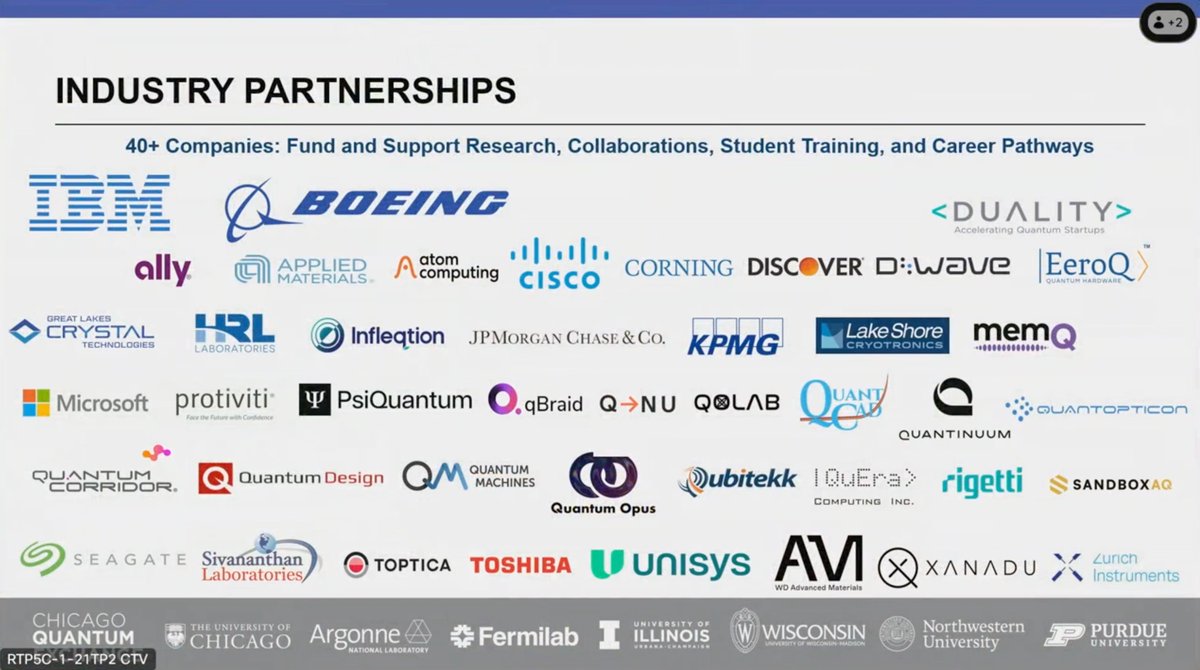 +2
INDUSTRY PARTNERSHIPS
40+ Companies: Fund and Support Research, Collaborations, Student Training, and Career Pathways
IBM
BOEING
<DUALITY>
Accelerating Quantum Startups
ally
APPLIED
MATERIALS
atom
computing
CISCO
CORNING
DISCOVER
D:WAVE
EeroQ
QUANTUM HARDWARE
TM
GREAT LAKES
CRYSTAL
TECHNOLOGIES
HRL
LABORATORIES
Infleqtion
JPMORGAN CHASE & CO.
KPMG
Lake Shore
CRYOTRONICS
memQ
Microsoft
protiviti®
Face the Future with Confidence
Ψ PsiQuantum
qBraid
Q→NU
QOLAB
QUANT
CAD
QUANTINUUM
QUANTOPTICON
QUANTUM
CORRIDOR
Quantum Design
QM
QUANTUM
MACHINES
Quantum Opus
Qubitekk
|QuEra>
COMPUTING INC.
rigetti
SANDBOXAQ
SEAGATE
Sivananthan
Laboratories
TOPTICA
TOSHIBA
UNISYS
AM
WD Advanced Materials
XANADU
Zurich
Instruments
CHICAGO
QUANTUM
THE UNIVERSITY OF
CHICAGO
Argonne
NATIONAL LABORATORY
Fermilab
I
UNIVERSITY OF
ILLINOIS
URBANA-CHAMPAIGN
W
WISCONSIN
UNIVERSITY OF WISCONSIN-MADISON
Northwestern
University
P
PURDUE
UNIVERSITY
RTP5C-1-21TP2 CTV